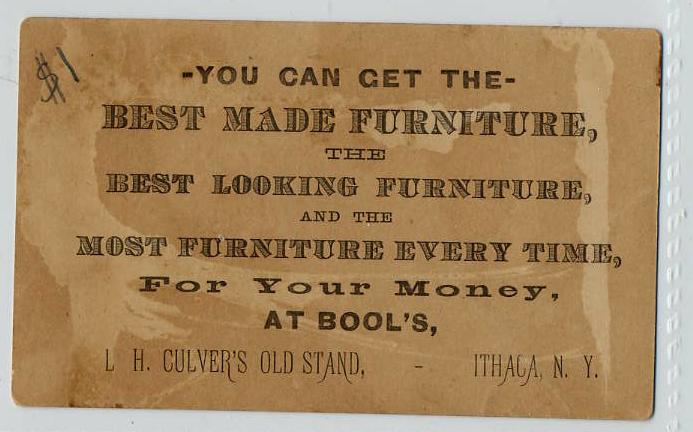 $1
-YOU CAN GET THE-
BEST MADE FURNITURE,
THE
BEST LOOKING FURNITURE,
AND THE
MOST FURNITURE EVERY TIME,
For Your Money,
AT BOOL'S,
L H. CULVER'S OLD STAND, - ITHACA, N. Y.